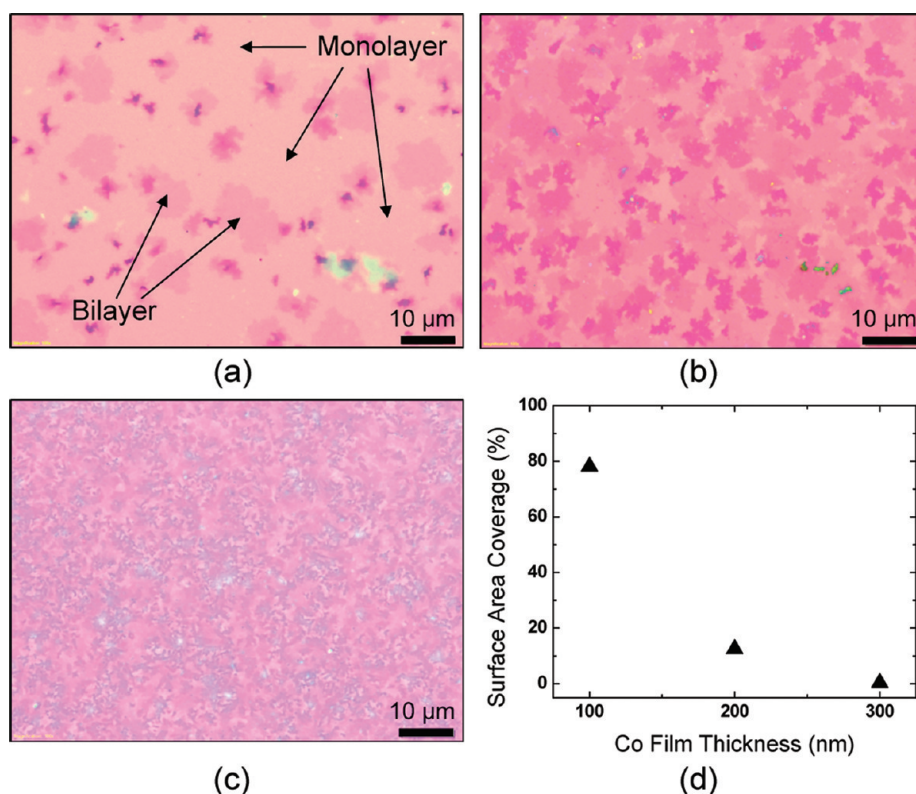 Monolayer
Bilayer
10 µm
(a)
10 µm
(b)
10 µm
(c)
Surface Area Coverage (%)
100
80
60
40
20
0
100
200
300
Co Film Thickness (nm)
(d)